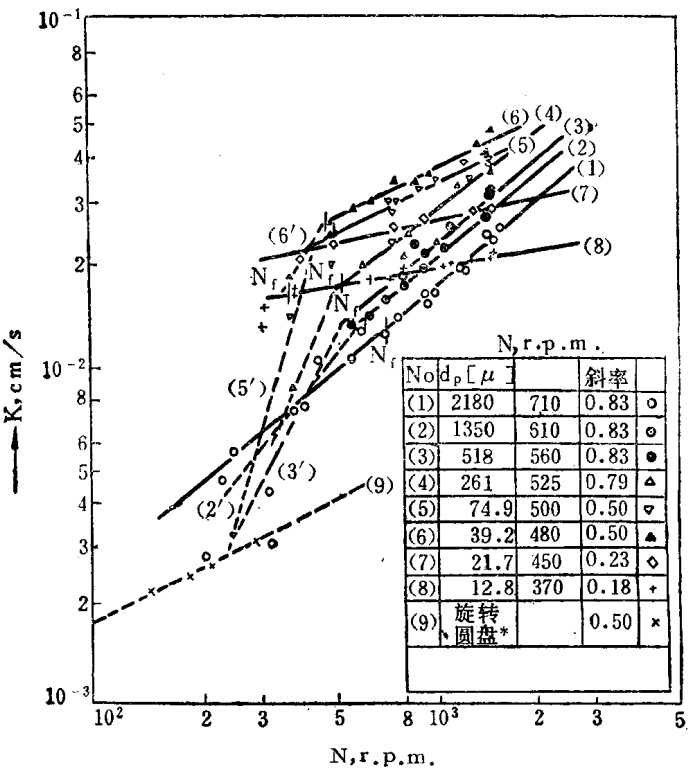 10⁻¹
8
6
5
4
3
2
10⁻²
8
6
5
4
3
2
10⁻³
K,cm/s
(6) (4)
(3)
(5)
(2)
(1)
(7)
(6′)
(8)
N_f
N_f
N_f
N_f
N_f
(5′)
(3′)
(2′)
(9)
N,r.p.m.
No d_p[μ] 斜率
(1) 2180 710 0.83
(2) 1350 610 0.83
(3) 518 560 0.83
(4) 261 525 0.79
(5) 74.9 500 0.50
(6) 39.2 480 0.50
(7) 21.7 450 0.23
(8) 12.8 370 0.18
(9) 旋转 0.50
圆盘*
10² 2 3 5 8 10³ 2 3 5
N,r.p.m.